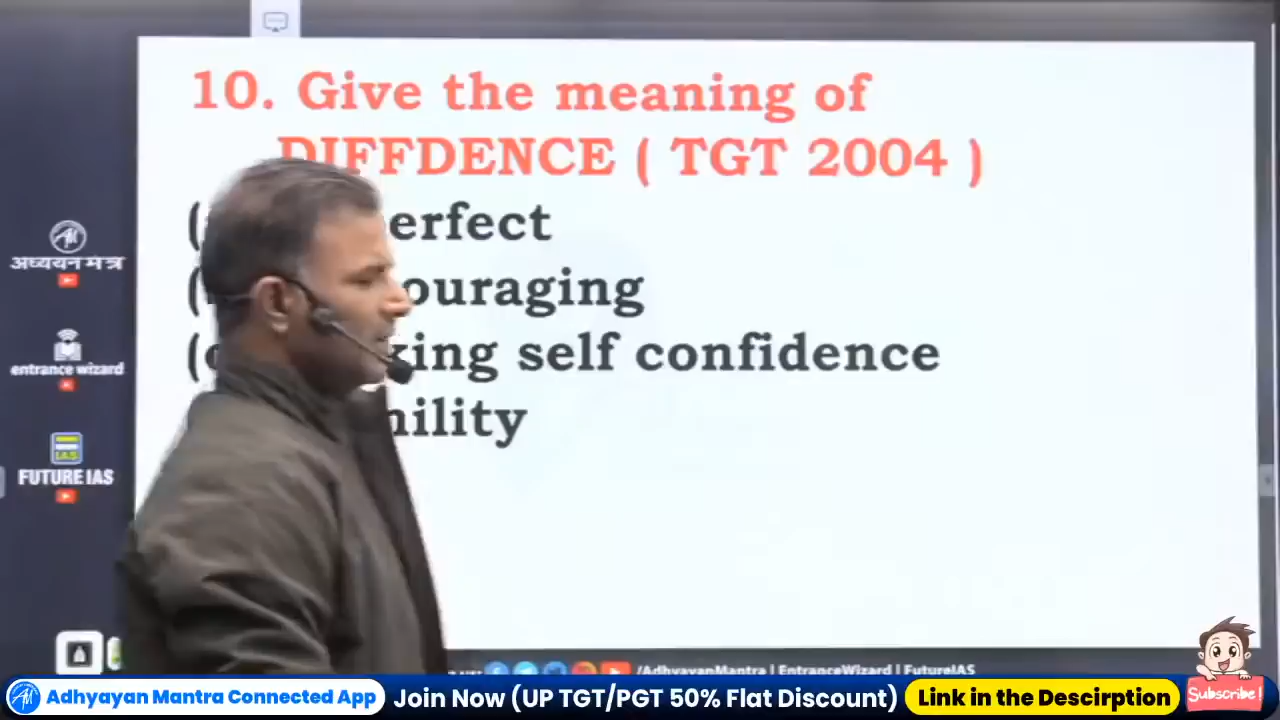 10. Give the meaning of
DIFFDENCE ( TGT 2004 )
erfect
ouraging
king self confidence
ility
अध्ययन मंत्र
entrance wizard
IAS
FUTURE IAS
/AdhyayanMantra | EntranceWizard | FutureIAS
Adhyayan Mantra Connected App
Join Now (UP TGT/PGT 50% Flat Discount)
Link in the Descirption
Subscribe!